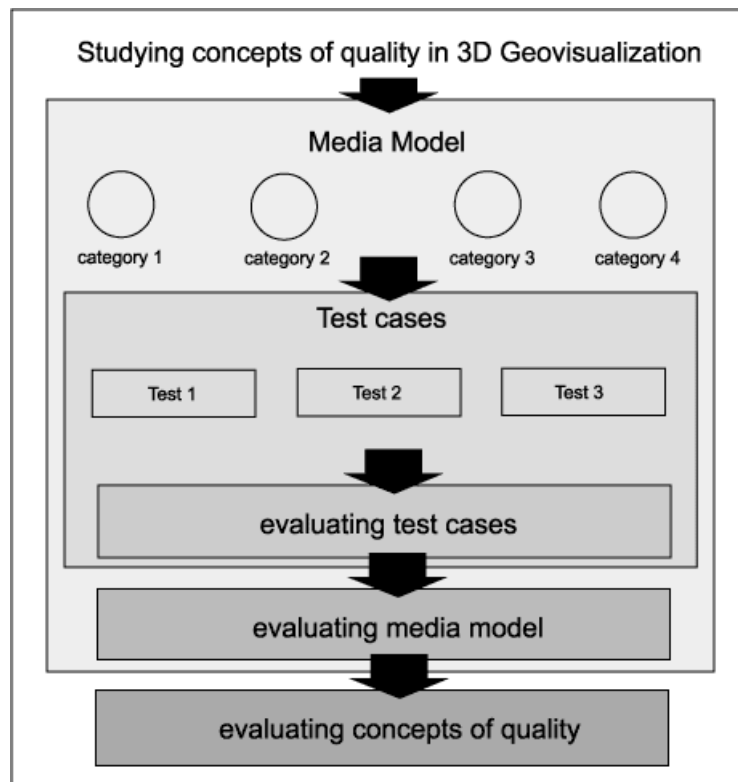 Studying concepts of quality in 3D Geovisualization
Media Model
category 1
category 2
category 3
category 4
Test cases
Test 1
Test 2
Test 3
evaluating test cases
evaluating media model
evaluating concepts of quality